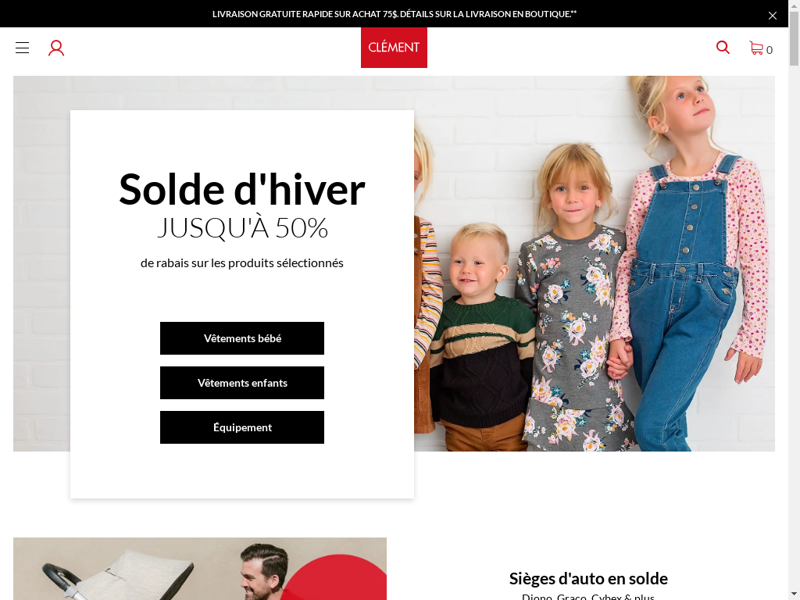 LIVRAISON GRATUITE RAPIDE SUR ACHAT 75$. DÉTAILS SUR LA LIVRAISON EN BOUTIQUE.**
CLÉMENT
0
Solde d'hiver
JUSQU'À 50%
de rabais sur les produits sélectionnés
Vêtements bébé
Vêtements enfants
Équipement
Sièges d'auto en solde
Diono, Graco, Cybex & plus